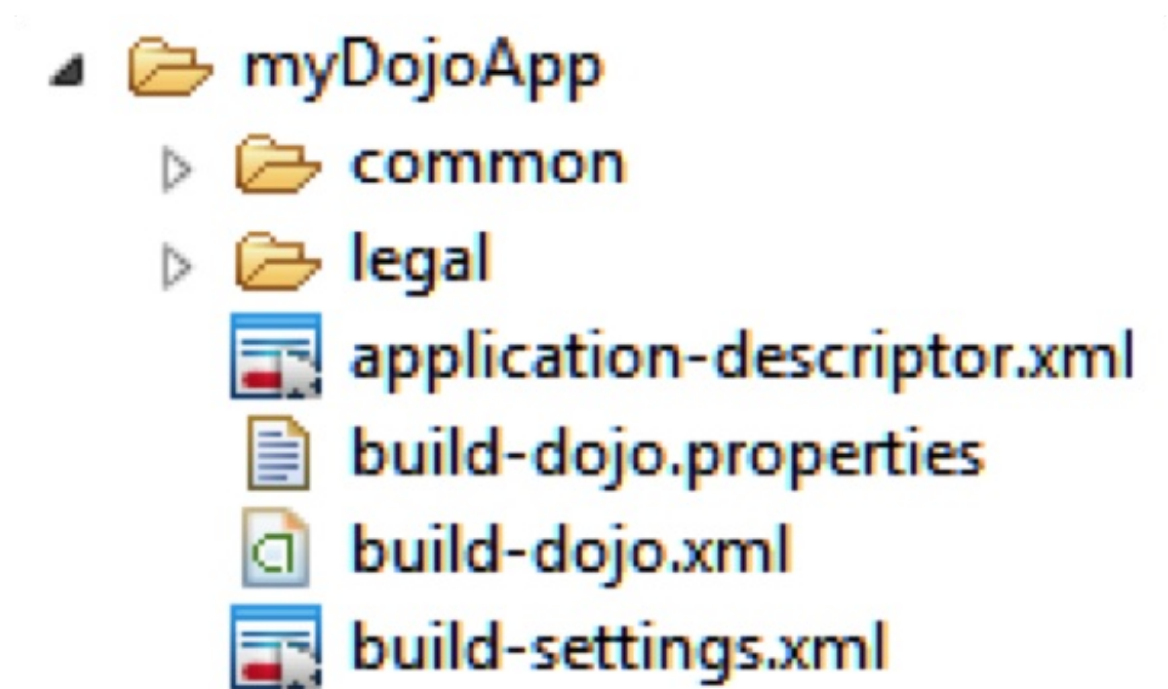 myDojoApp
common
legal
application-descriptor.xml
build-dojo.properties
build-dojo.xml
build-settings.xml